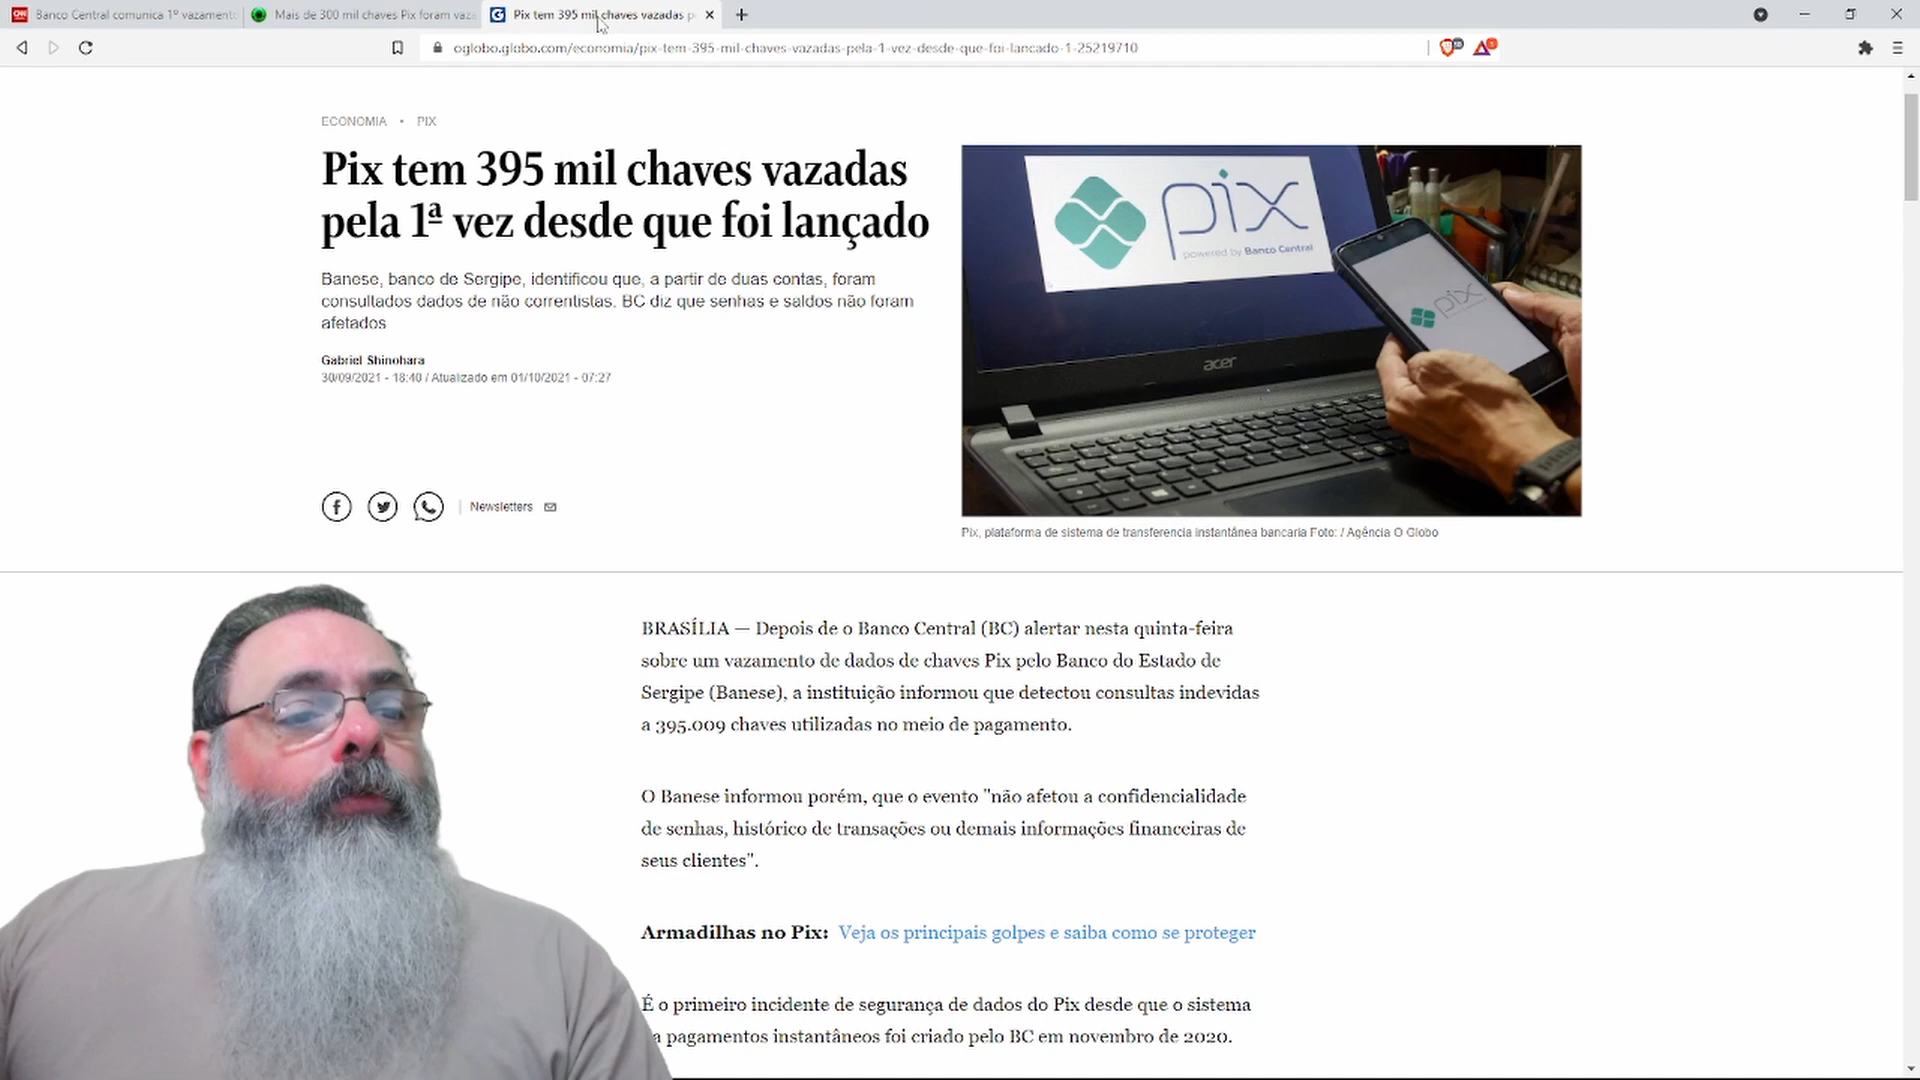 Banco Central comunica 1º vazamento
Mais de 300 mil chaves Pix foram vaza
Pix tem 395 mil chaves vazadas p
oglobo.globo.com/economia/pix-tem-395-mil-chaves-vazadas-pela-1-vez-desde-que-foi-lancado-1-25219710
ECONOMIA • PIX
Pix tem 395 mil chaves vazadas
pela 1ª vez desde que foi lançado
Banese, banco de Sergipe, identificou que, a partir de duas contas, foram
consultados dados de não correntistas. BC diz que senhas e saldos não foram
afetados
Gabriel Shinohara
30/09/2021 - 18:40 / Atualizado em 01/10/2021 - 07:27
Newsletters
pix
powered by Banco Central
pix
acer
Pix, plataforma de sistema de transferencia instantânea bancaria Foto: / Agência O Globo
BRASÍLIA — Depois de o Banco Central (BC) alertar nesta quinta-feira
sobre um vazamento de dados de chaves Pix pelo Banco do Estado de
Sergipe (Banese), a instituição informou que detectou consultas indevidas
a 395.009 chaves utilizadas no meio de pagamento.
O Banese informou porém, que o evento "não afetou a confidencialidade
de senhas, histórico de transações ou demais informações financeiras de
seus clientes".
Armadilhas no Pix: Veja os principais golpes e saiba como se proteger
É o primeiro incidente de segurança de dados do Pix desde que o sistema
pagamentos instantâneos foi criado pelo BC em novembro de 2020.